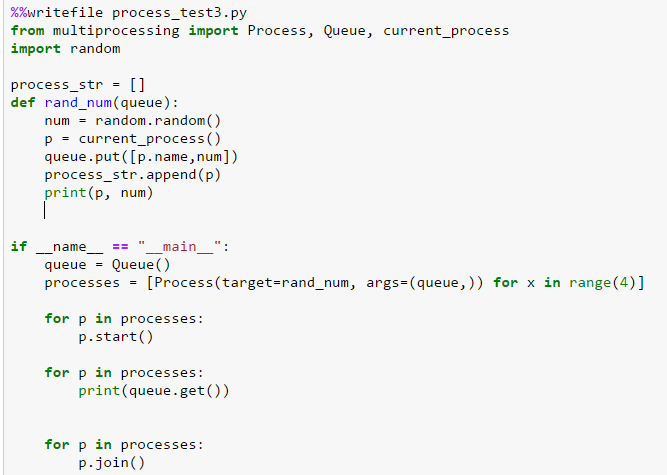 %%writefile process_test3.py
from multiprocessing import Process, Queue, current_process
import random
process_str = []
def rand_num(queue):
    num = random.random()
    p = current_process()
    queue.put([p.name,num])
    process_str.append(p)
    print(p, num)
if __name__ == "__main__":
    queue = Queue()
    processes = [Process(target=rand_num, args=(queue,)) for x in range(4)]
    for p in processes:
        p.start()
    for p in processes:
        print(queue.get())
    for p in processes:
        p.join()